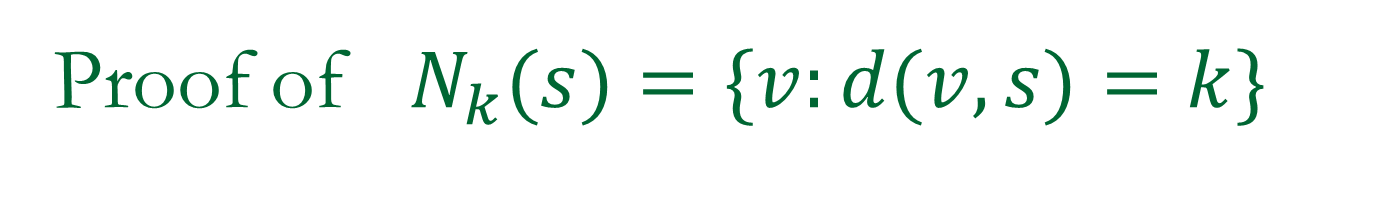 Proof of N_k(s) = {v: d(v, s) = k}